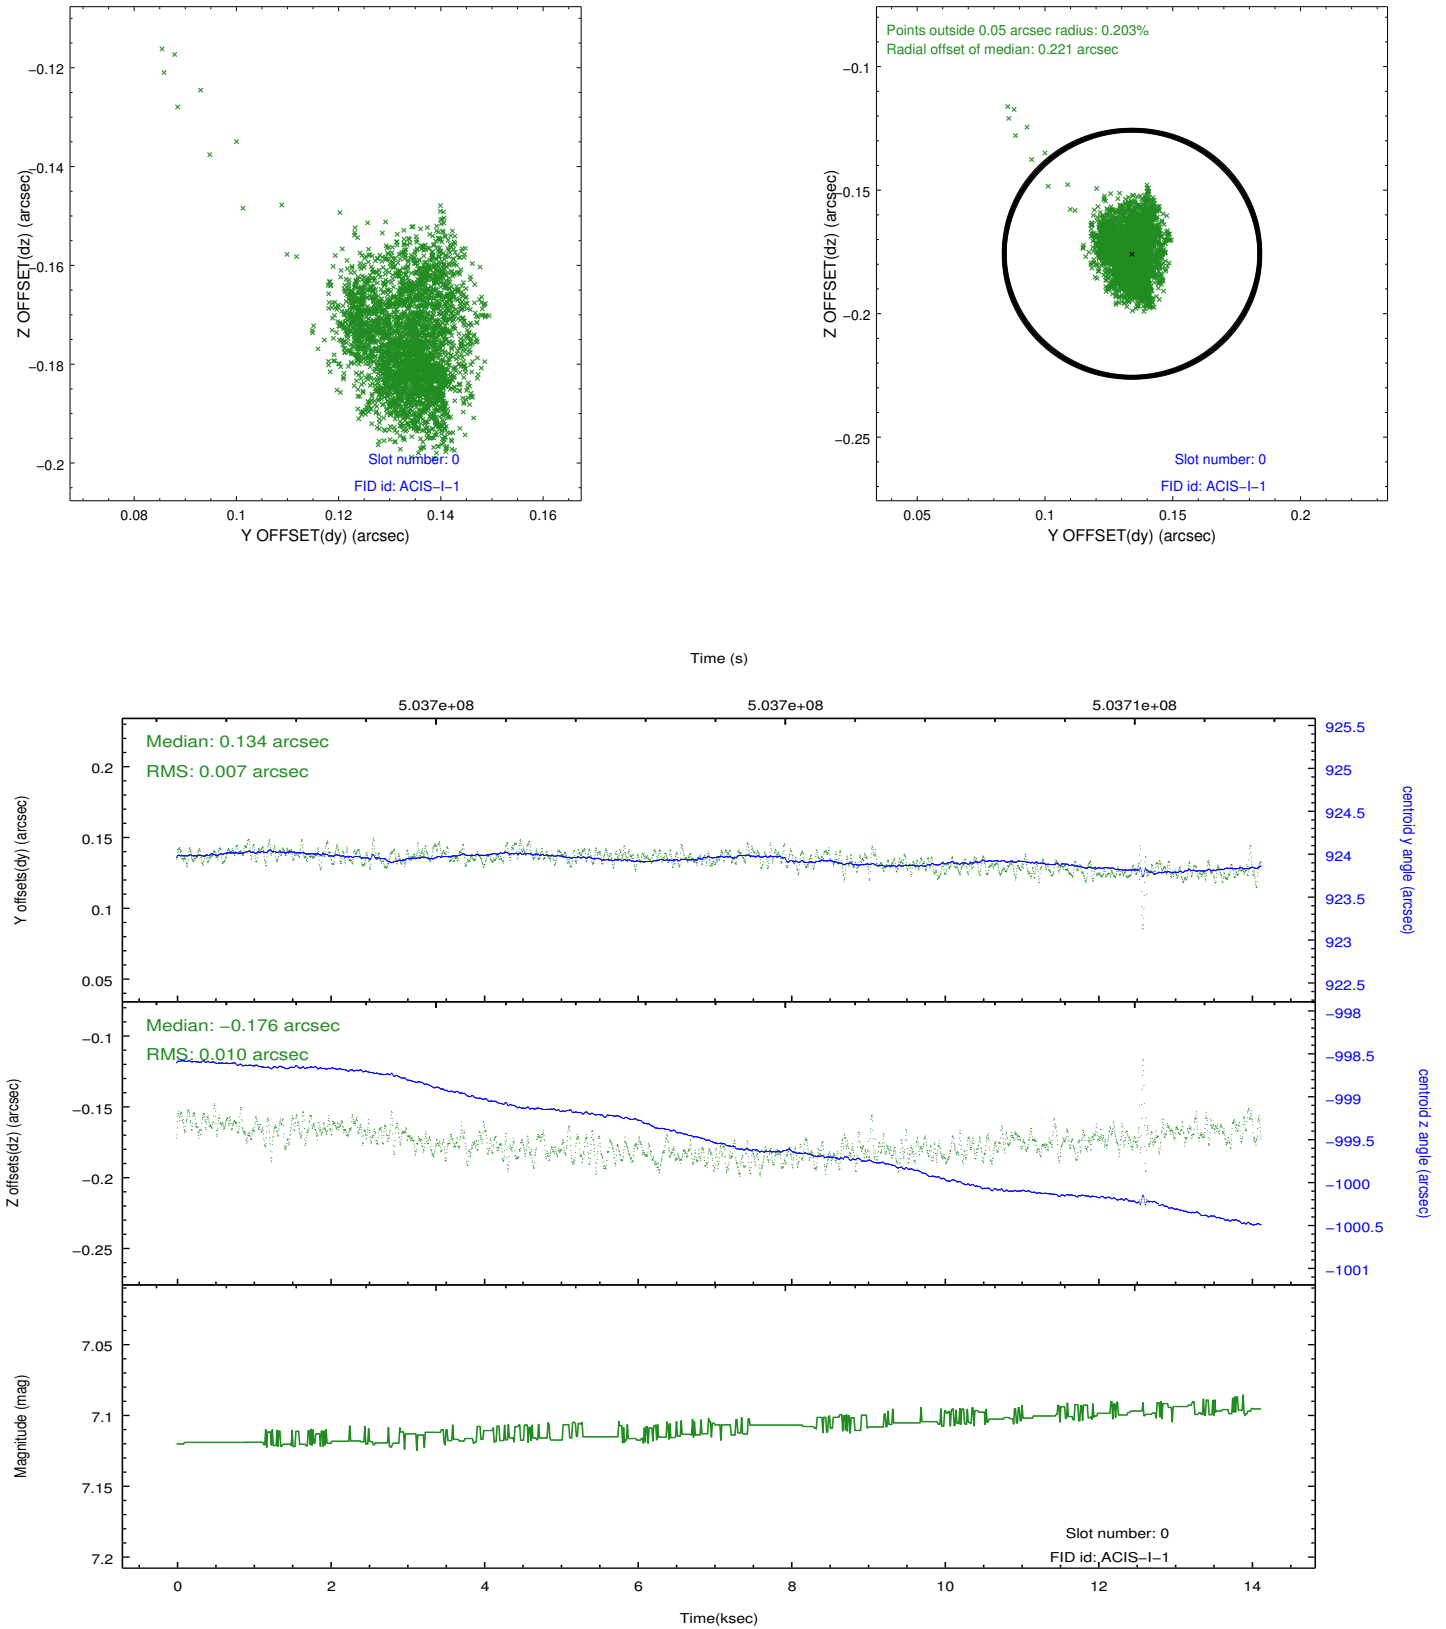 −0.12
−0.14
−0.16
−0.18
−0.2
Z OFFSET(dz) (arcsec)
Slot number: 0
FID id: ACIS−I−1
0.08
0.1
0.12
0.14
0.16
Y OFFSET(dy) (arcsec)
Points outside 0.05 arcsec radius: 0.203%
Radial offset of median: 0.221 arcsec
−0.1
−0.15
−0.2
−0.25
Z OFFSET(dz) (arcsec)
Slot number: 0
FID id: ACIS−I−1
0.05
0.1
0.15
0.2
Y OFFSET(dy) (arcsec)
Time (s)
5.037e+08
5.037e+08
5.0371e+08
Median: 0.134 arcsec
RMS: 0.007 arcsec
0.2
0.15
0.1
0.05
Y offsets(dy) (arcsec)
925.5
925
924.5
924
923.5
923
922.5
centroid y angle (arcsec)
Median: −0.176 arcsec
RMS: 0.010 arcsec
−0.1
−0.15
−0.2
−0.25
Z offsets(dz) (arcsec)
−998
−998.5
−999
−999.5
−1000
−1000.5
−1001
centroid z angle (arcsec)
7.05
7.1
7.15
7.2
Magnitude (mag)
Slot number: 0
FID id: ACIS−I−1
0
2
4
6
8
10
12
14
Time(ksec)